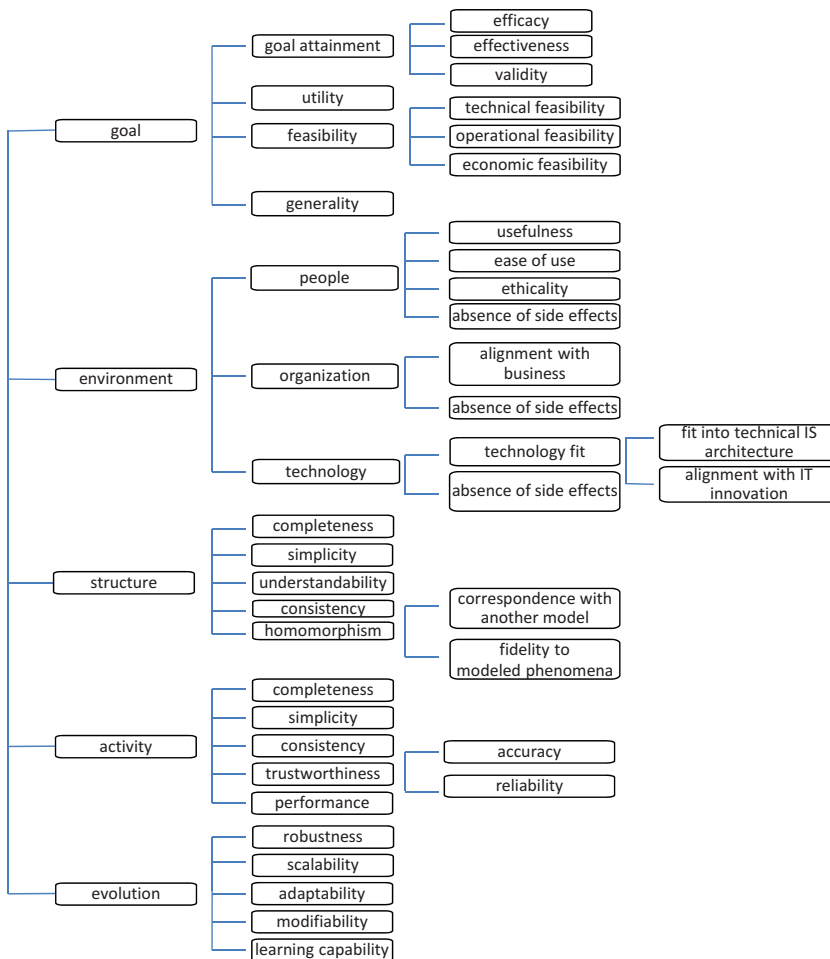 goal
goal attainment
efficacy
effectiveness
validity
utility
feasibility
technical feasibility
operational feasibility
economic feasibility
generality
environment
people
usefulness
ease of use
ethicality
absence of side effects
organization
alignment with
business
absence of side effects
technology
technology fit
fit into technical IS
architecture
alignment with IT
innovation
absence of side effects
structure
completeness
simplicity
understandability
consistency
homomorphism
correspondence with
another model
fidelity to
modeled phenomena
activity
completeness
simplicity
consistency
trustworthiness
accuracy
reliability
performance
evolution
robustness
scalability
adaptability
modifiability
learning capability